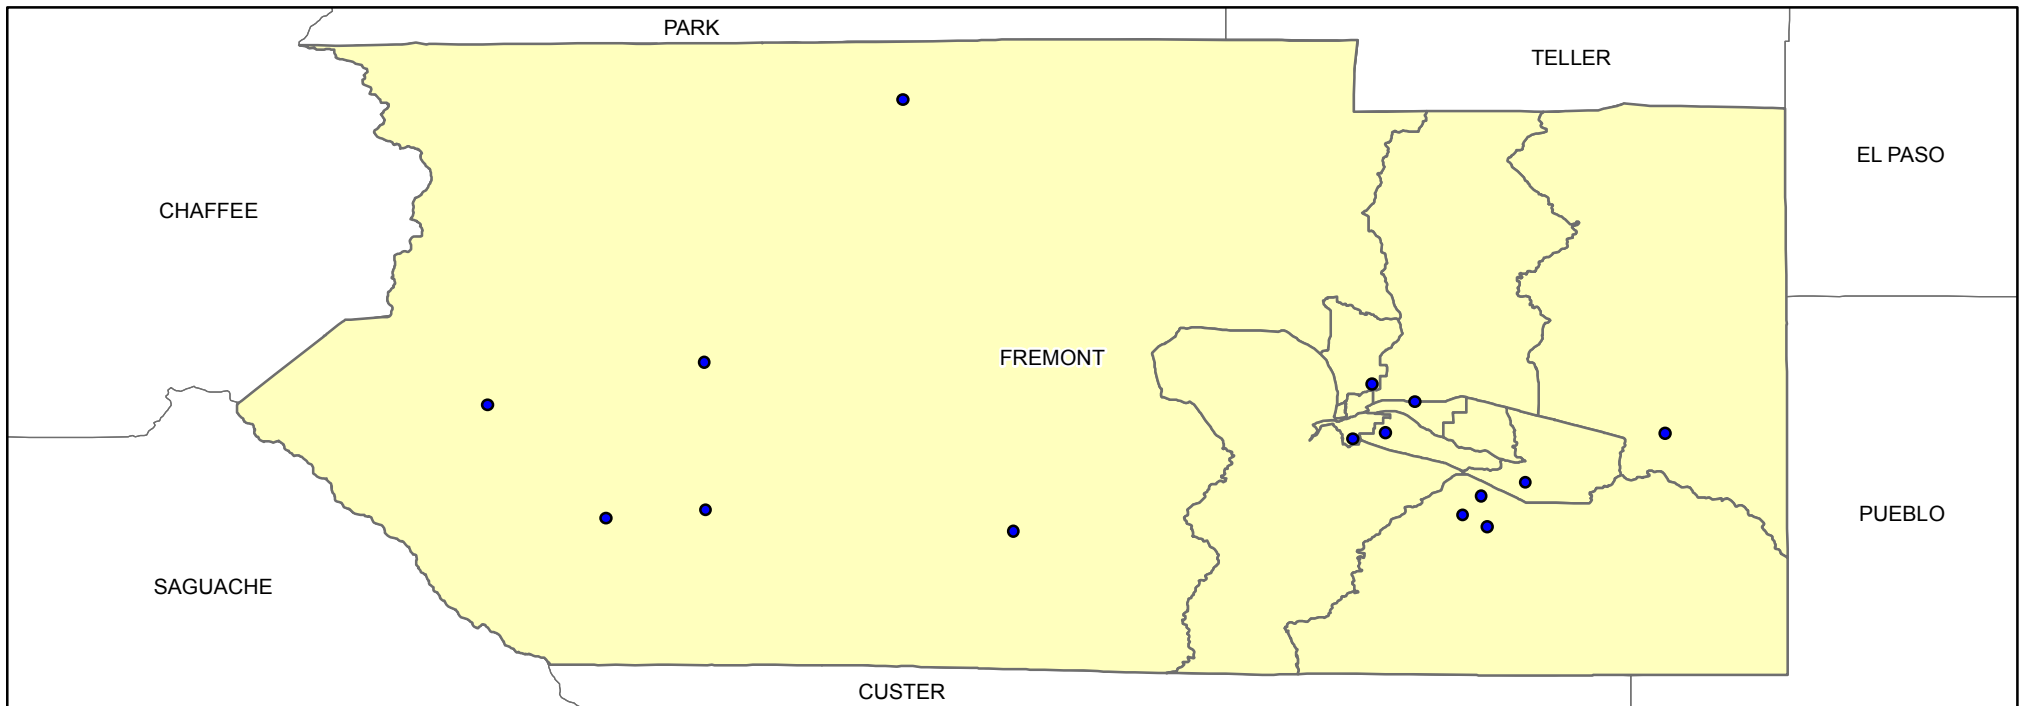 PARK
TELLER
EL PASO
CHAFFEE
FREMONT
PUEBLO
SAGUACHE
CUSTER